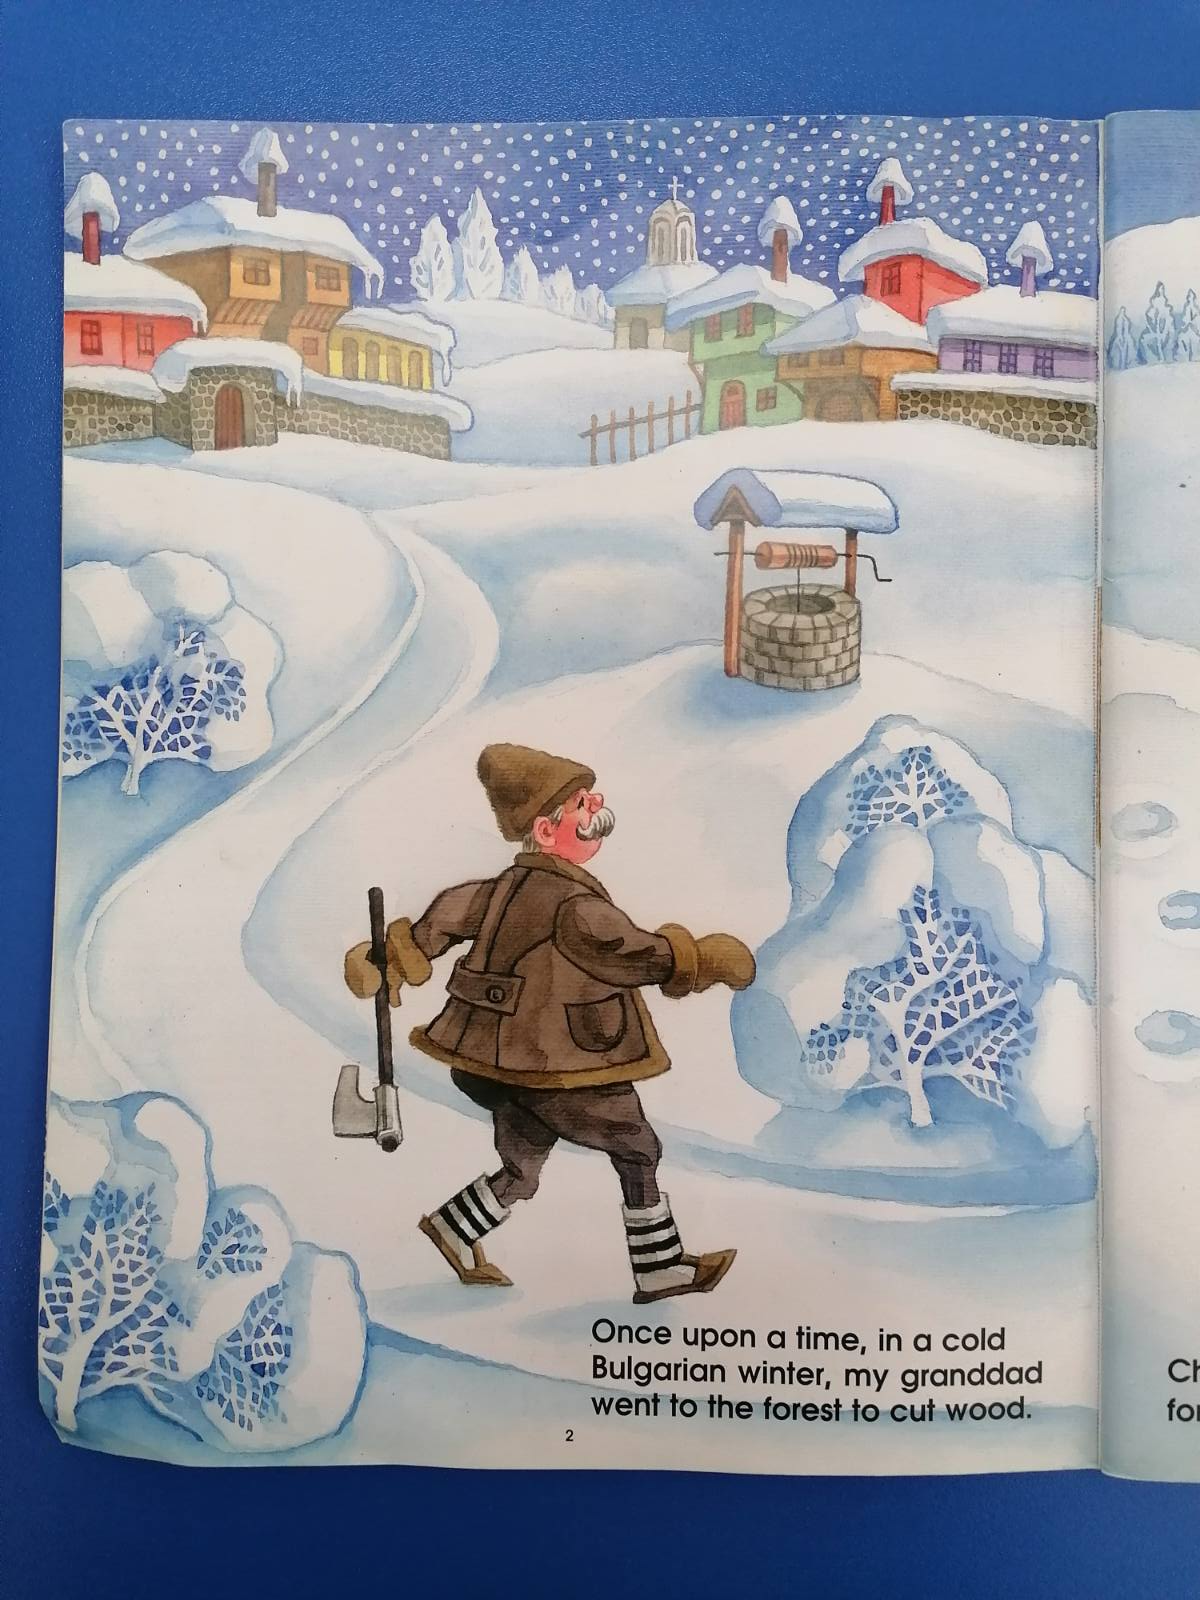 Once upon a time, in a cold
Bulgarian winter, my granddad
went to the forest to cut wood.
2